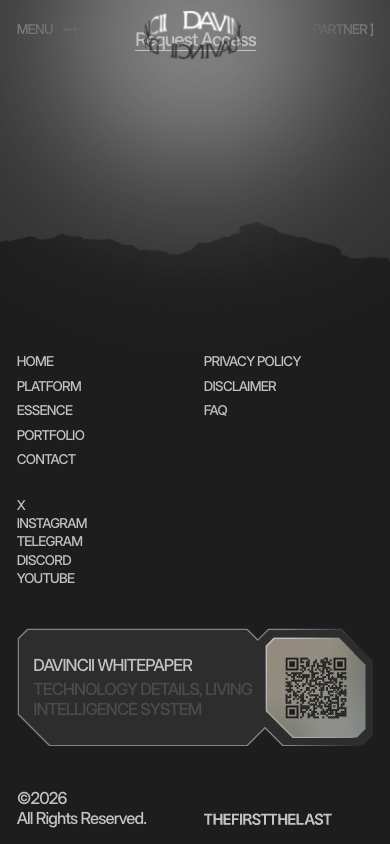 MENU
PARTNER ]
Request Access
HOME
PLATFORM
ESSENCE
PORTFOLIO
CONTACT
PRIVACY POLICY
DISCLAIMER
FAQ
X
INSTAGRAM
TELEGRAM
DISCORD
YOUTUBE
DAVINCII WHITEPAPER
TECHNOLOGY DETAILS, LIVING
INTELLIGENCE SYSTEM
©2026
All Rights Reserved.
THEFIRSTTHELAST